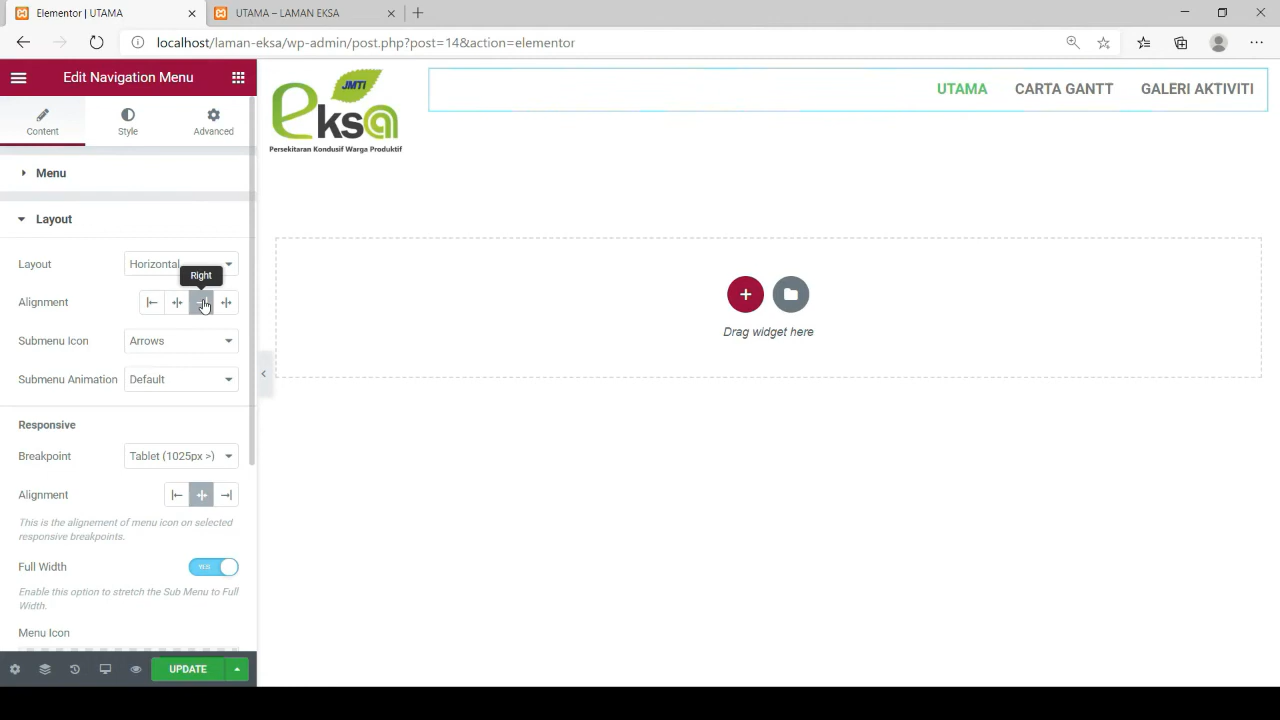 Elementor | UTAMA
UTAMA – LAMAN EKSA
localhost/laman-eksa/wp-admin/post.php?post=14&action=elementor
Edit Navigation Menu
Content
Style
Advanced
Menu
Layout
Layout
Horizontal
Right
Alignment
Submenu Icon
Arrows
Submenu Animation
Default
Responsive
Breakpoint
Tablet (1025px >)
Alignment
This is the alignement of menu icon on selected
responsive breakpoints.
Full Width
YES
Enable this option to stretch the Sub Menu to Full
Width.
Menu Icon
UPDATE
JMTi
eksa
Persekitaran Kondusif Warga Produktif
UTAMA
CARTA GANTT
GALERI AKTIVITI
Drag widget here